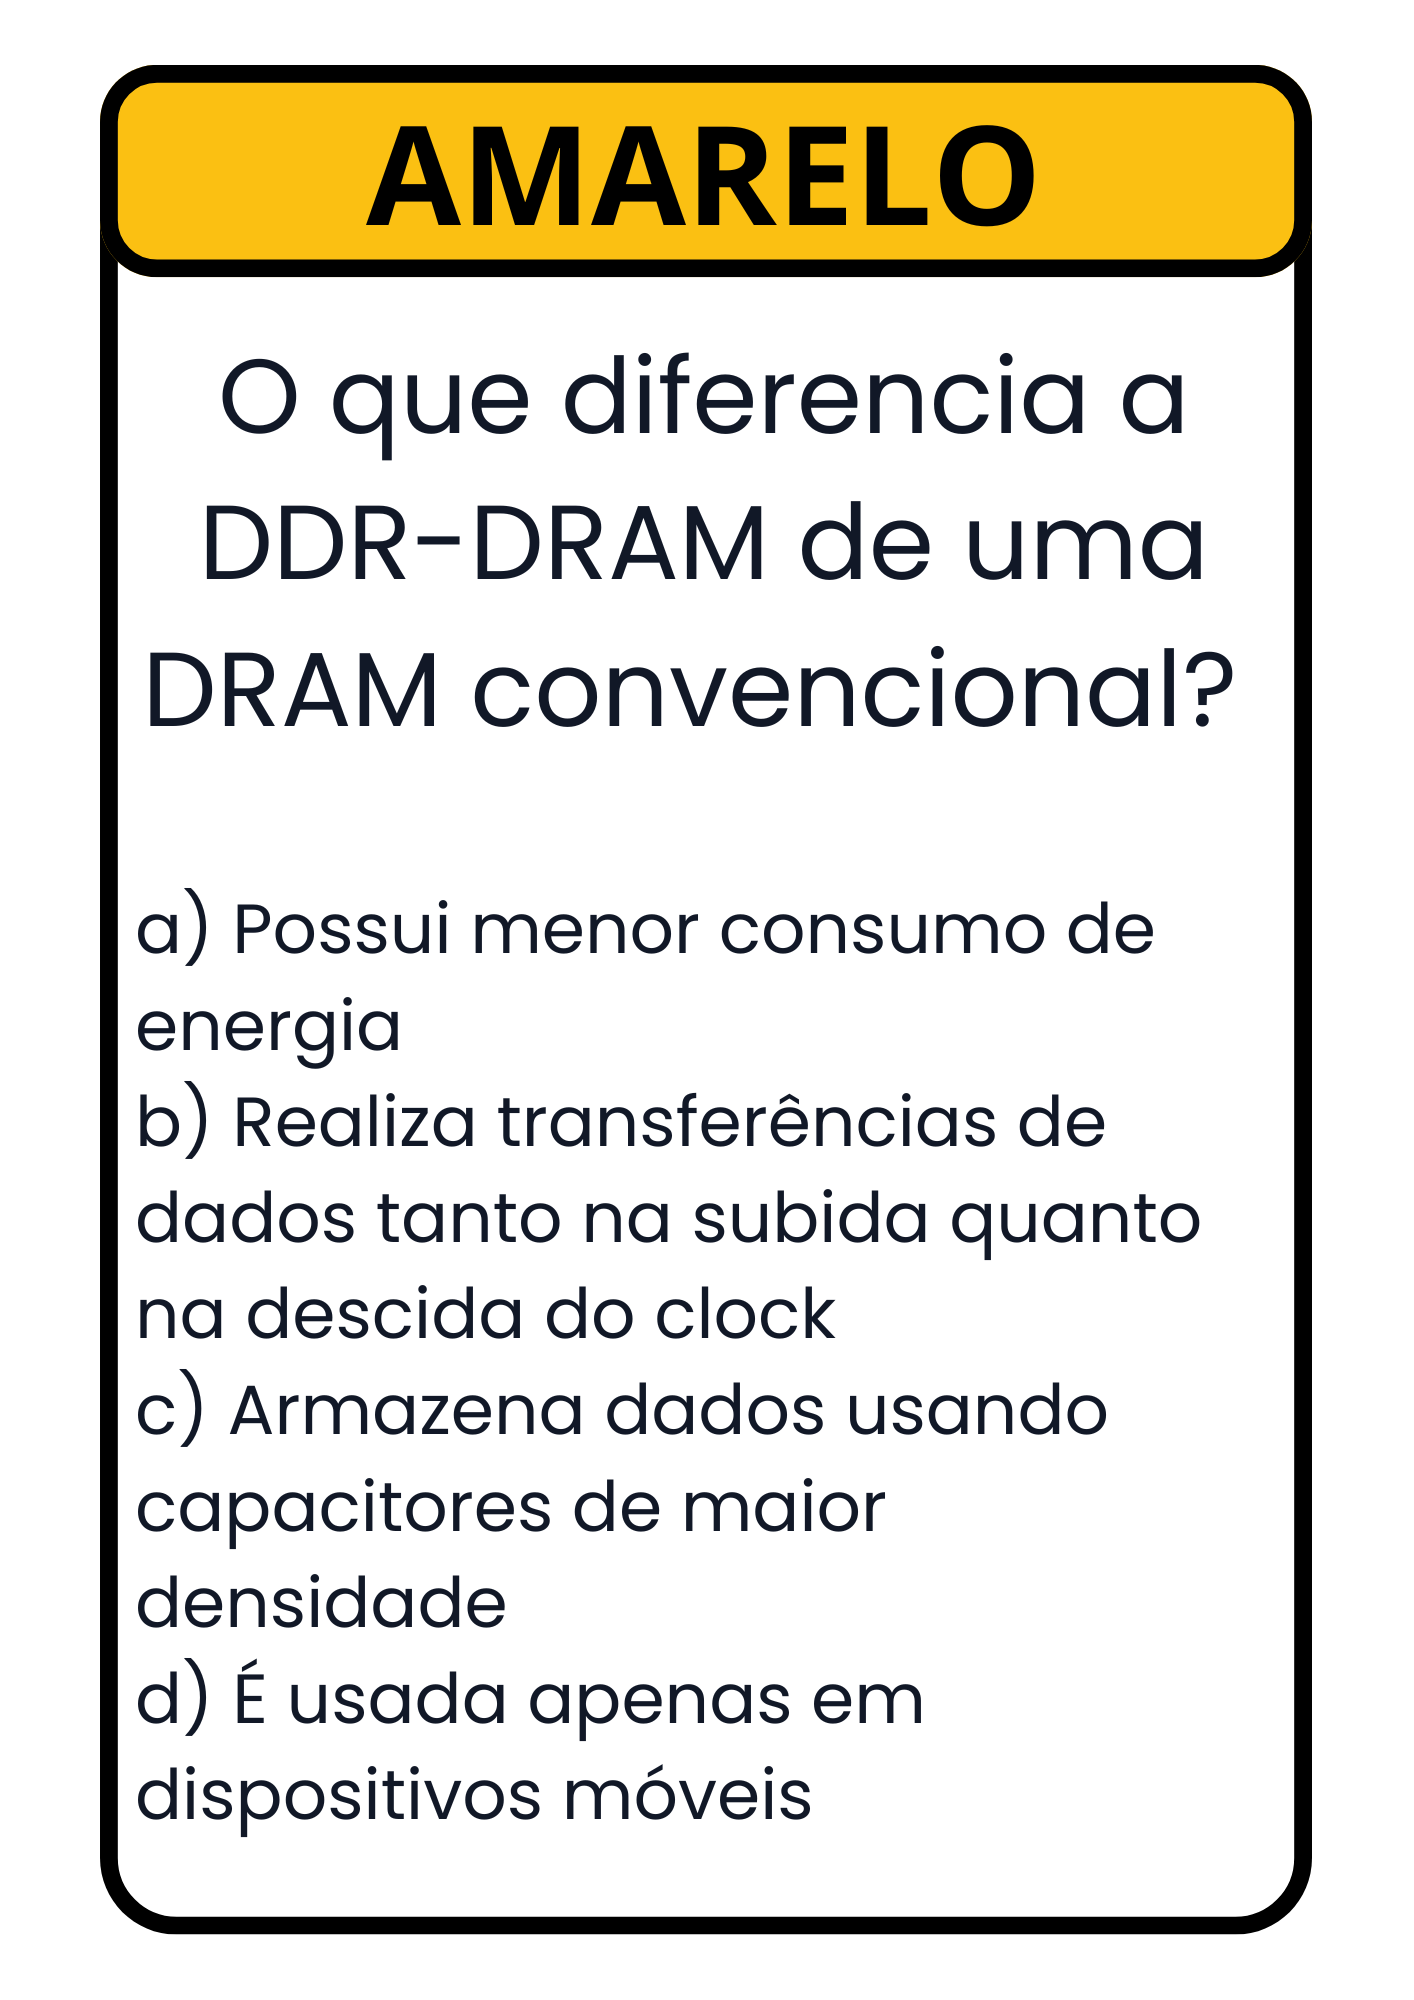 AMARELO
O que diferencia a
DDR-DRAM de uma
DRAM convencional?
a) Possui menor consumo de
energia
b) Realiza transferências de
dados tanto na subida quanto
na descida do clock
c) Armazena dados usando
capacitores de maior
densidade
d) É usada apenas em
dispositivos móveis